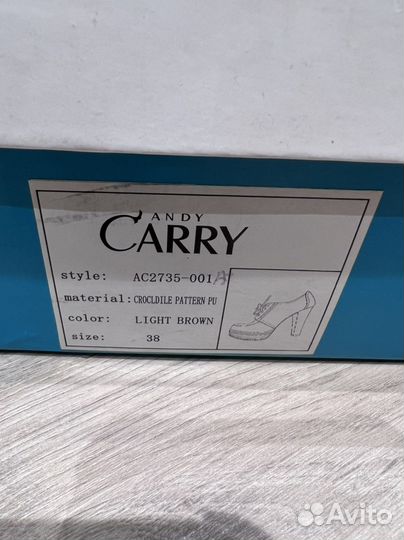 ANDY
CARRY
style: AC2735-001
material: CROCLDILE PATTERN PU
color: LIGHT BROWN
size: 38
Avito